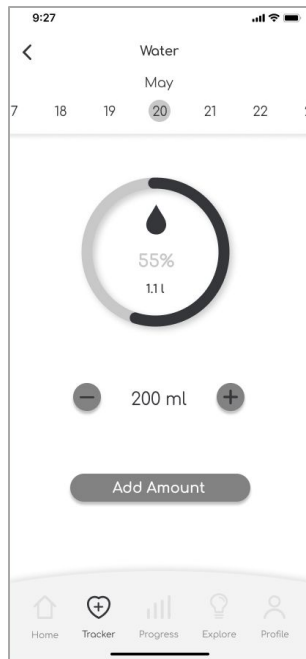 9:27
Water
May
7 18 19 20 21 22
55%
1.1 l
200 ml
Add Amount
Home Tracker Progress Explore Profile